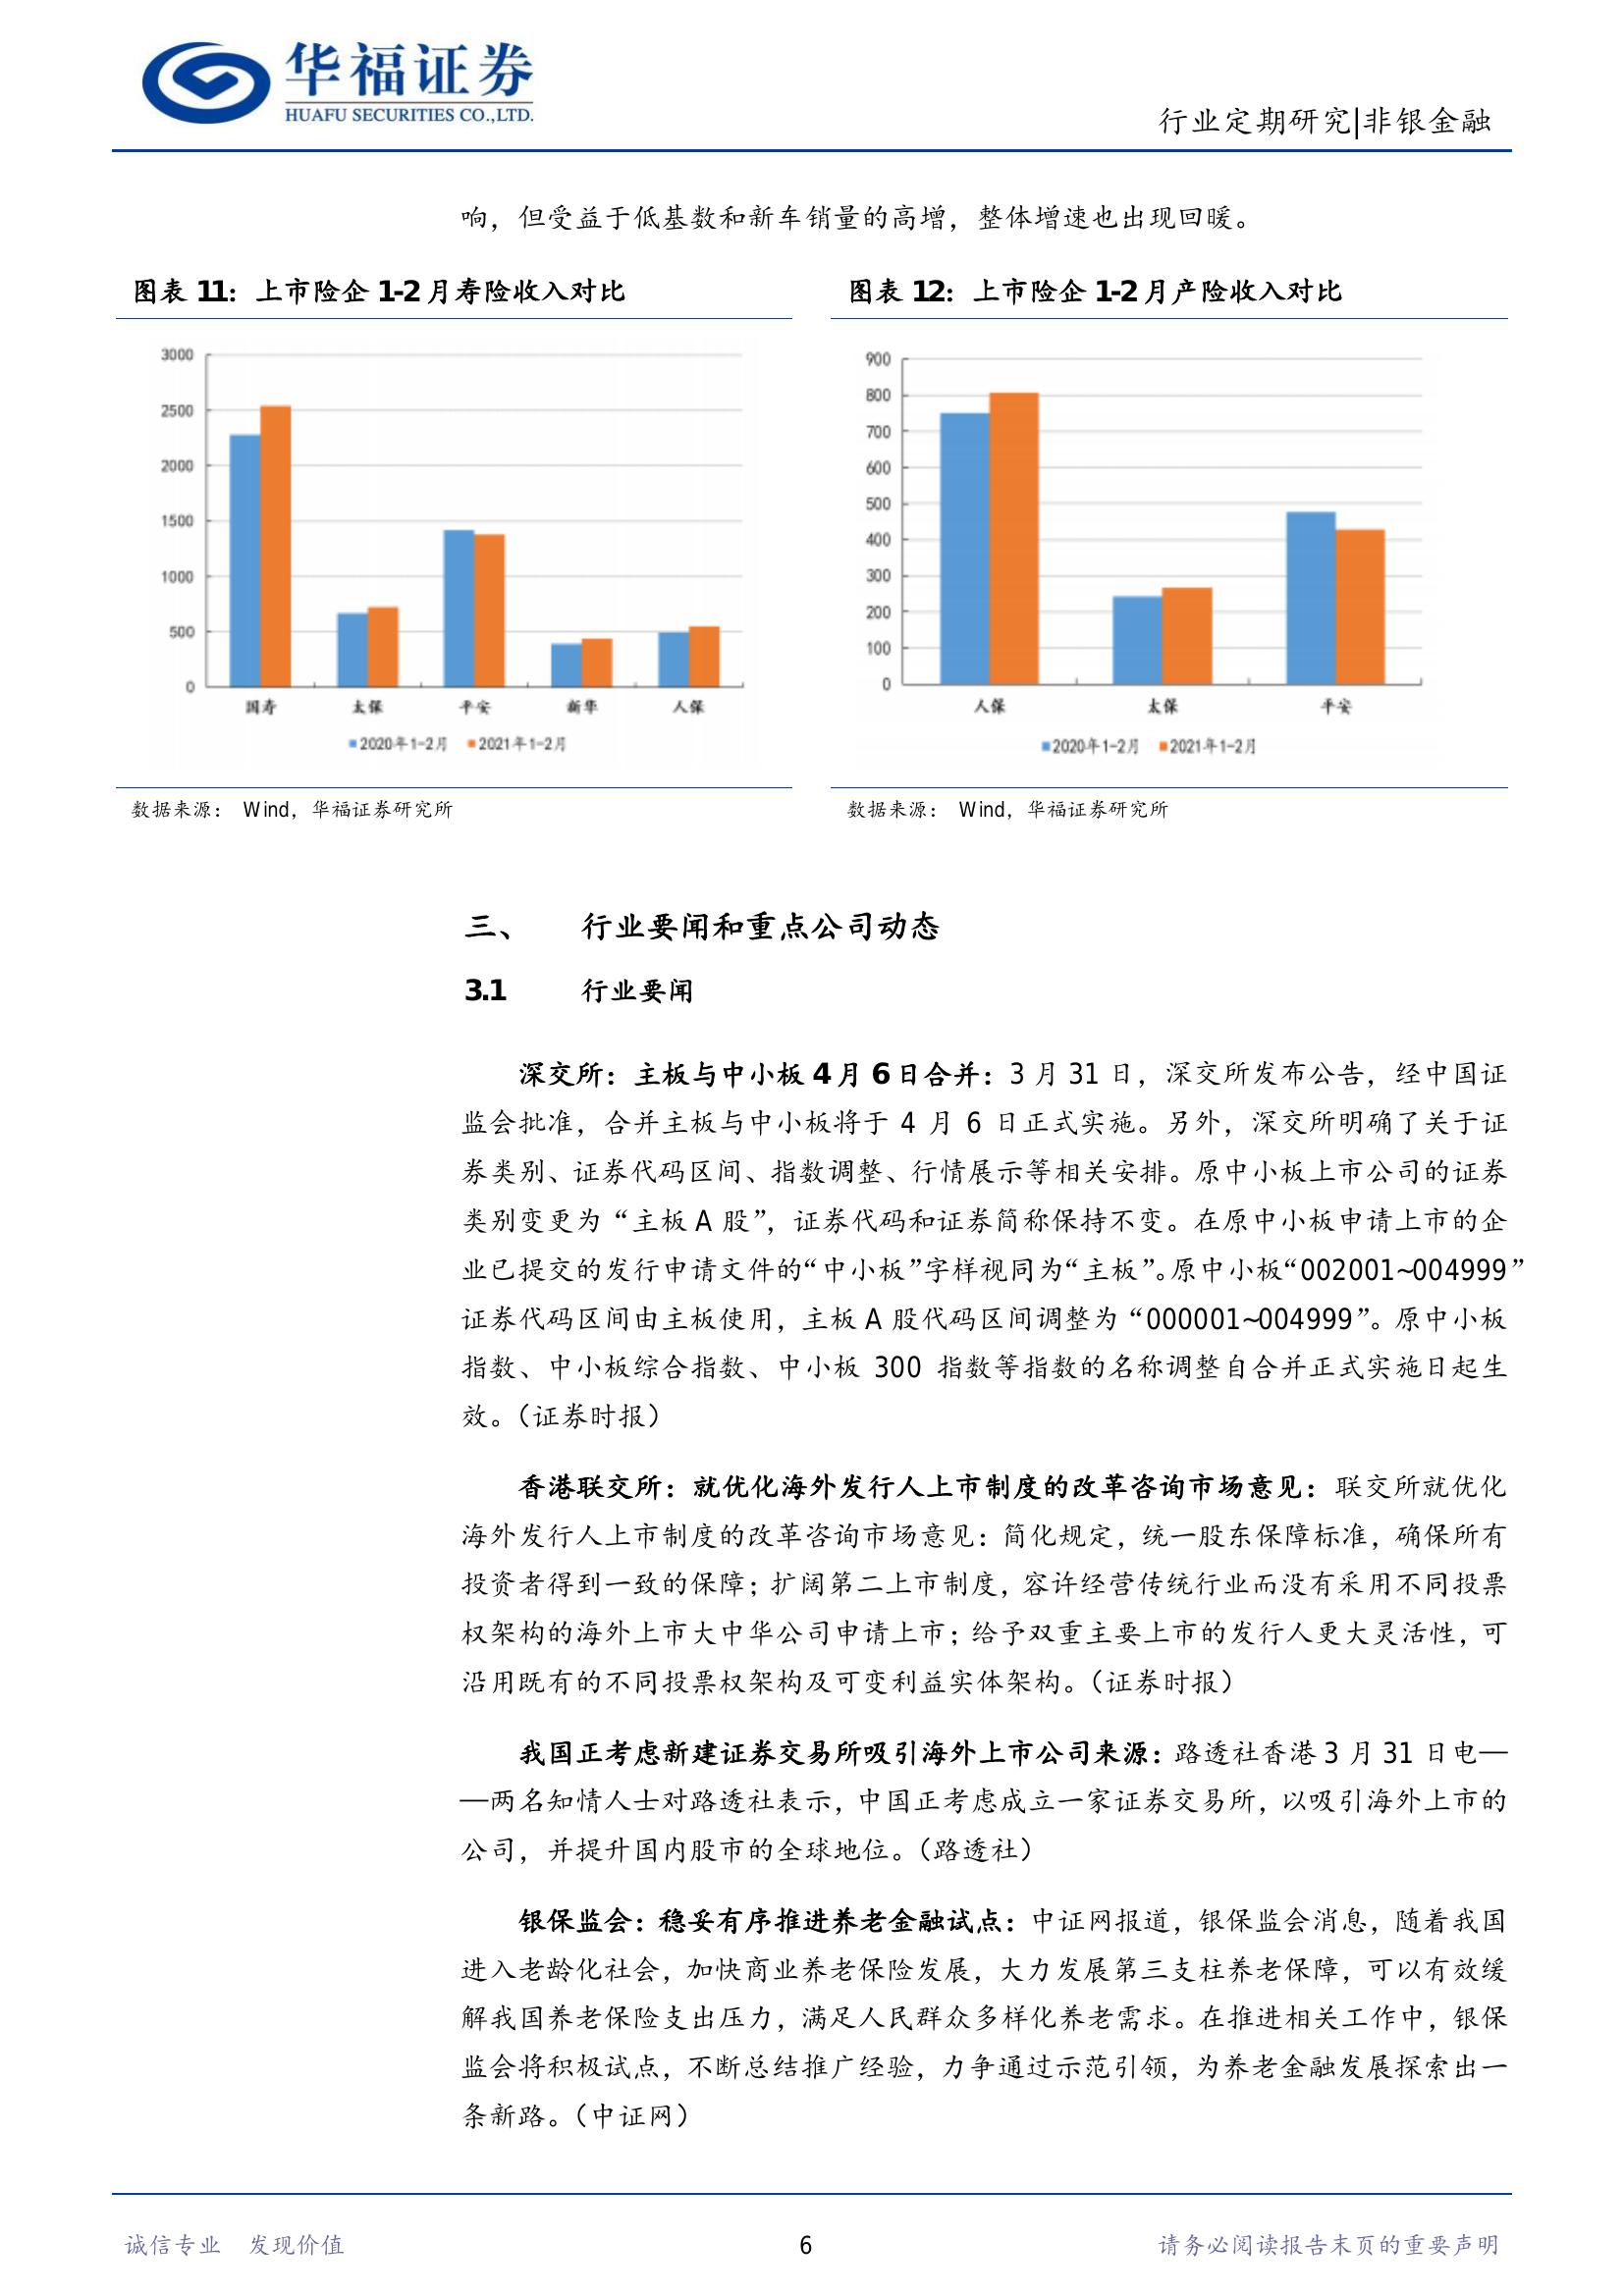 华福证券
HUAFU SECURITIES CO.,LTD.
行业定期研究|非银金融
响，但受益于低基数和新车销量的高增，整体增速也出现回暖。
图表 11：上市险企 1-2 月寿险收入对比
3000
2500
2000
1500
1000
500
0
国寿 太保 平安 新华 人保
2020年1-2月 2021年1-2月
数据来源： Wind，华福证券研究所
图表 12：上市险企 1-2 月产险收入对比
900
800
700
600
500
400
300
200
100
0
人保 太保 平安
2020年1-2月 2021年1-2月
数据来源： Wind，华福证券研究所
三、 行业要闻和重点公司动态
3.1 行业要闻
深交所：主板与中小板 4 月 6 日合并：3 月 31 日，深交所发布公告，经中国证
监会批准，合并主板与中小板将于 4 月 6 日正式实施。另外，深交所明确了关于证
券类别、证券代码区间、指数调整、行情展示等相关安排。原中小板上市公司的证券
类别变更为“主板 A 股”，证券代码和证券简称保持不变。在原中小板申请上市的企
业已提交的发行申请文件的“中小板”字样视同为“主板”。原中小板“002001~004999”
证券代码区间由主板使用，主板 A 股代码区间调整为“000001~004999”。原中小板
指数、中小板综合指数、中小板 300 指数等指数的名称调整自合并正式实施日起生
效。（证券时报）
香港联交所：就优化海外发行人上市制度的改革咨询市场意见：联交所就优化
海外发行人上市制度的改革咨询市场意见：简化规定，统一股东保障标准，确保所有
投资者得到一致的保障；扩阔第二上市制度，容许经营传统行业而没有采用不同投票
权架构的海外上市大中华公司申请上市；给予双重主要上市的发行人更大灵活性，可
沿用既有的不同投票权架构及可变利益实体架构。（证券时报）
我国正考虑新建证券交易所吸引海外上市公司来源：路透社香港 3 月 31 日电—
—两名知情人士对路透社表示，中国正考虑成立一家证券交易所，以吸引海外上市的
公司，并提升国内股市的全球地位。（路透社）
银保监会：稳妥有序推进养老金融试点：中证网报道，银保监会消息，随着我国
进入老龄化社会，加快商业养老保险发展，大力发展第三支柱养老保障，可以有效缓
解我国养老保险支出压力，满足人民群众多样化养老需求。在推进相关工作中，银保
监会将积极试点，不断总结推广经验，力争通过示范引领，为养老金融发展探索出一
条新路。（中证网）
诚信专业 发现价值
6
请务必阅读报告末页的重要声明